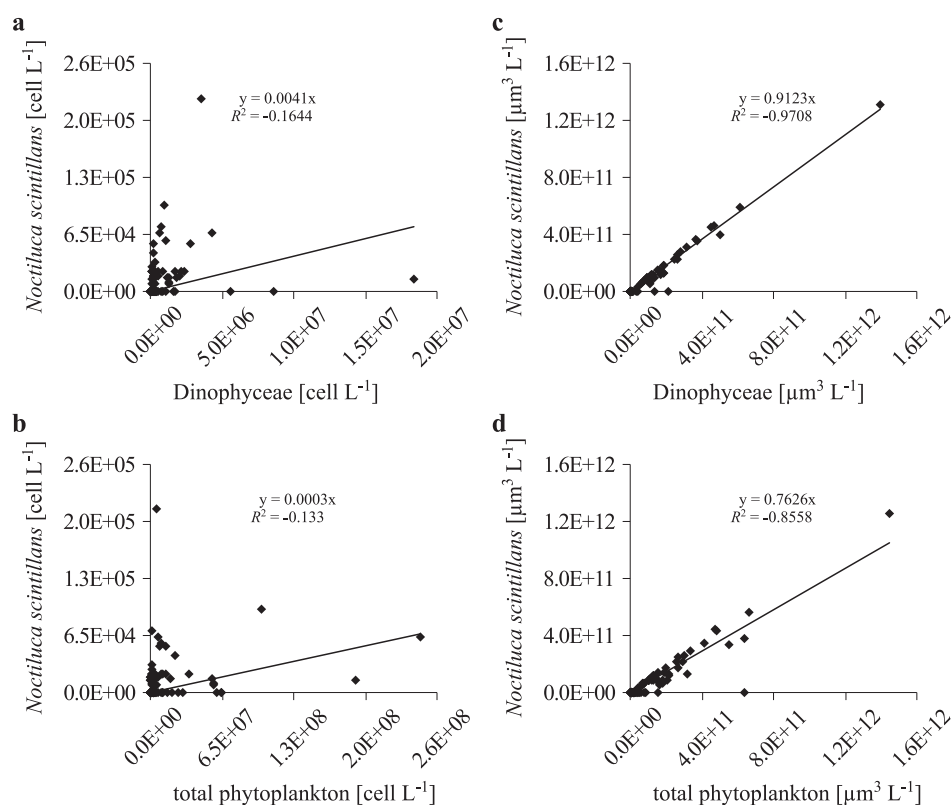 a
Noctiluca scintillans [cell L⁻¹]
2.6E+05
2.0E+05
1.3E+05
6.5E+04
0.0E+00
y = 0.0041x
R² = -0.1644
0.0E+00
5.0E+06
1.0E+07
1.5E+07
2.0E+07
Dinophyceae [cell L⁻¹]
c
Noctiluca scintillans [µm³ L⁻¹]
1.6E+12
1.2E+12
8.0E+11
4.0E+11
0.0E+00
y = 0.9123x
R² = -0.9708
0.0E+00
4.0E+11
8.0E+11
1.2E+12
1.6E+12
Dinophyceae [µm³ L⁻¹]
b
Noctiluca scintillans [cell L⁻¹]
2.6E+05
2.0E+05
1.3E+05
6.5E+04
0.0E+00
y = 0.0003x
R² = -0.133
0.0E+00
6.5E+07
1.3E+08
2.0E+08
2.6E+08
total phytoplankton [cell L⁻¹]
d
Noctiluca scintillans [µm³ L⁻¹]
1.6E+12
1.2E+12
8.0E+11
4.0E+11
0.0E+00
y = 0.7626x
R² = -0.8558
0.0E+00
4.0E+11
8.0E+11
1.2E+12
1.6E+12
total phytoplankton [µm³ L⁻¹]